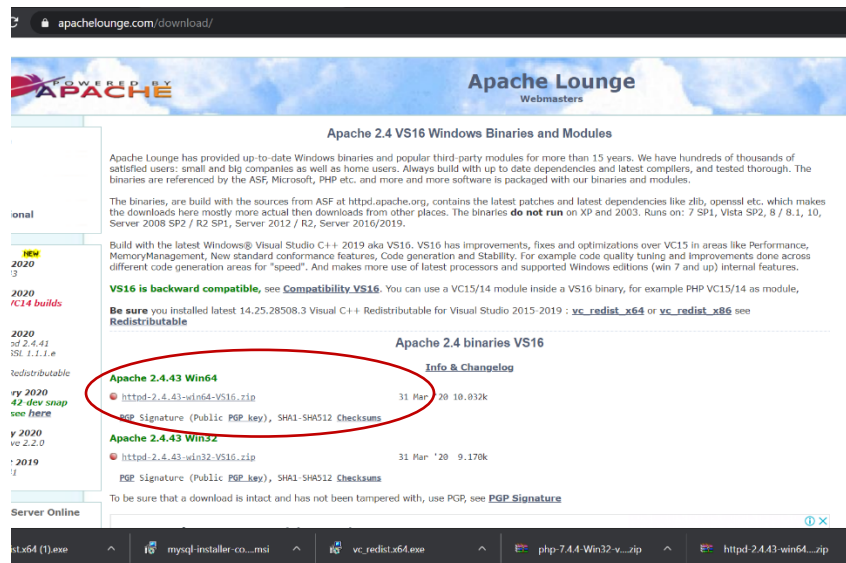 apachelounge.com/download/
POWERED BY
APACHE
Apache Lounge
Webmasters
ional
NEW
2020
2020
VC14 builds
2020
2.4.41
SSL 1.1.1.e
Redistributable
ry 2020
42-dev snap
see here
y 2020
ve 2.2.0
2019
Server Online
Apache 2.4 VS16 Windows Binaries and Modules
Apache Lounge has provided up-to-date Windows binaries and popular third-party modules for more than 15 years. We have hundreds of thousands of
satisfied users: small and big companies as well as home users. Always build with up to date dependencies and latest compilers, and tested thorough. The
binaries are referenced by the ASF, Microsoft, PHP etc. and more and more software is packaged with our binaries and modules.
The binaries, are build with the sources from ASF at httpd.apache.org, contains the latest patches and latest dependencies like zlib, openssl etc. which makes
the downloads here mostly more actual then downloads from other places. The binaries do not run on XP and 2003. Runs on: 7 SP1, Vista SP2, 8 / 8.1, 10,
Server 2008 SP2 / R2 SP1, Server 2012 / R2, Server 2016/2019.
Build with the latest Windows® Visual Studio C++ 2019 aka VS16. VS16 has improvements, fixes and optimizations over VC15 in areas like Performance,
MemoryManagement, New standard conformance features, Code generation and Stability. For example code quality tuning and improvements done across
different code generation areas for "speed". And makes more use of latest processors and supported Windows editions (win 7 and up) internal features.
VS16 is backward compatible, see Compatibility VS16. You can use a VC15/14 module inside a VS16 binary, for example PHP VC15/14 as module,
Be sure you installed latest 14.25.28508.3 Visual C++ Redistributable for Visual Studio 2015-2019 : vc_redist_x64 or vc_redist_x86 see
Redistributable
Apache 2.4 binaries VS16
Info & Changelog
Apache 2.4.43 Win64
httpd-2.4.43-win64-VS16.zip 31 Mar '20 10.032k
PGP Signature (Public PGP key), SHA1-SHA512 Checksums
Apache 2.4.43 Win32
httpd-2.4.43-win32-VS16.zip 31 Mar '20 9.170k
PGP Signature (Public PGP key), SHA1-SHA512 Checksums
To be sure that a download is intact and has not been tampered with, use PGP, see PGP Signature
ist.x64 (1).exe mysql-installer-co....msi vc_redist.x64.exe php-7.4.4-Win32-v....zip httpd-2.4.43-win64....zip